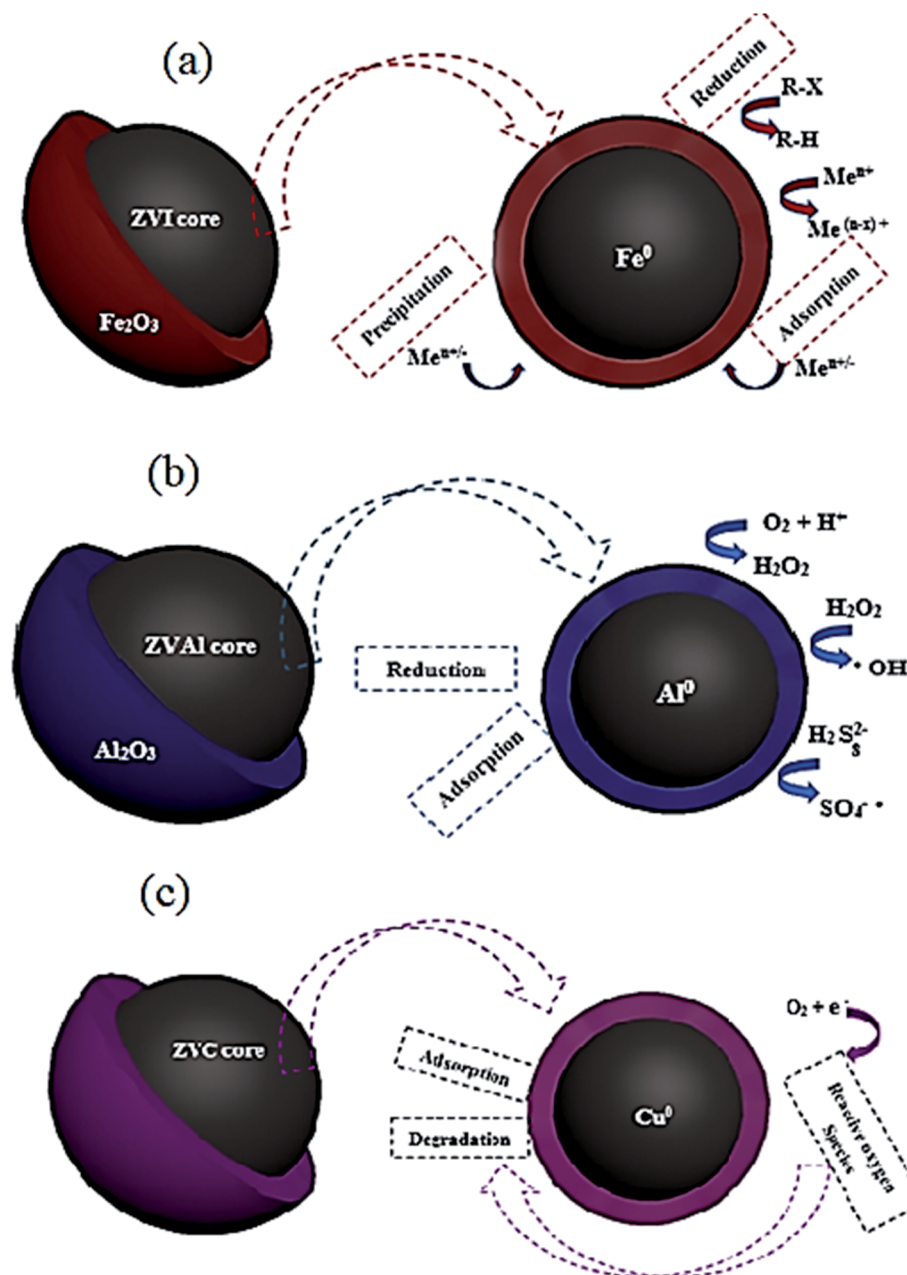 (a)
Reduction
R-X
R-H
ZVI core
Meⁿ⁺
Me⁽ⁿ⁻ˣ⁾⁺
Fe⁰
Fe₂O₃
Precipitation
Adsorption
Meⁿ⁺/⁻
Meⁿ⁺/⁻
(b)
O₂ + H⁺
H₂O₂
H₂O₂
ZVAl core
Reduction
Al⁰
• OH
Al₂O₃
Adsorption
H₂S₈²⁻
SO₄⁻ •
(c)
ZVC core
O₂ + e⁻
Adsorption
Cu⁰
Degradation
Reactive oxygen
Species